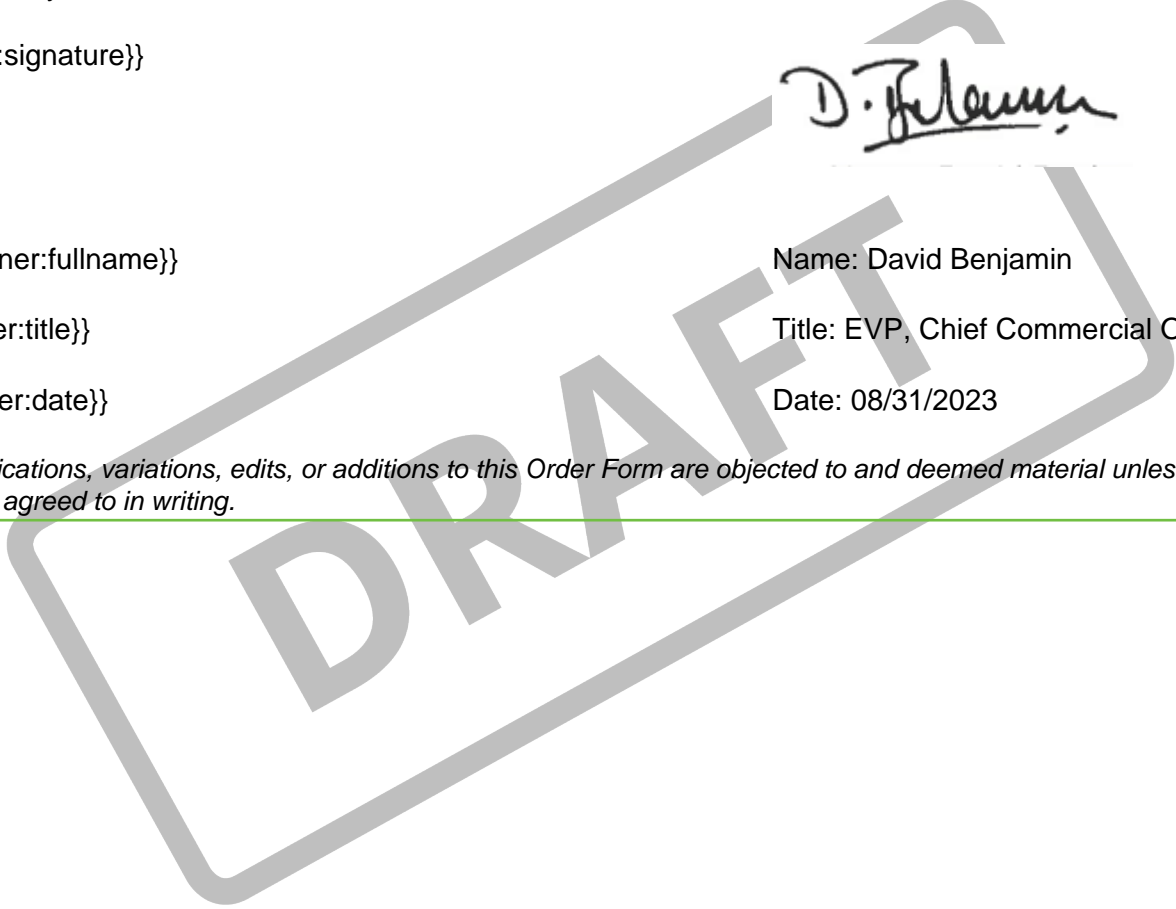 :signature}}
D. Benjamin
ner:fullname}} Name: David Benjamin
er:title}} Title: EVP, Chief Commercial
er:date}} Date: 08/31/2023
ications, variations, edits, or additions to this Order Form are objected to and deemed material unles
agreed to in writing.
DRAFT